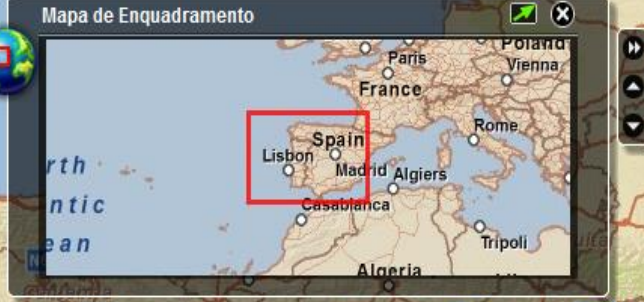 Mapa de Enquadramento
Poland
Paris
Vienna
France
Rome
Spain
Lisbon
Madrid
Algiers
rth
ntic
ean
Casablanca
Tripoli
Algeria